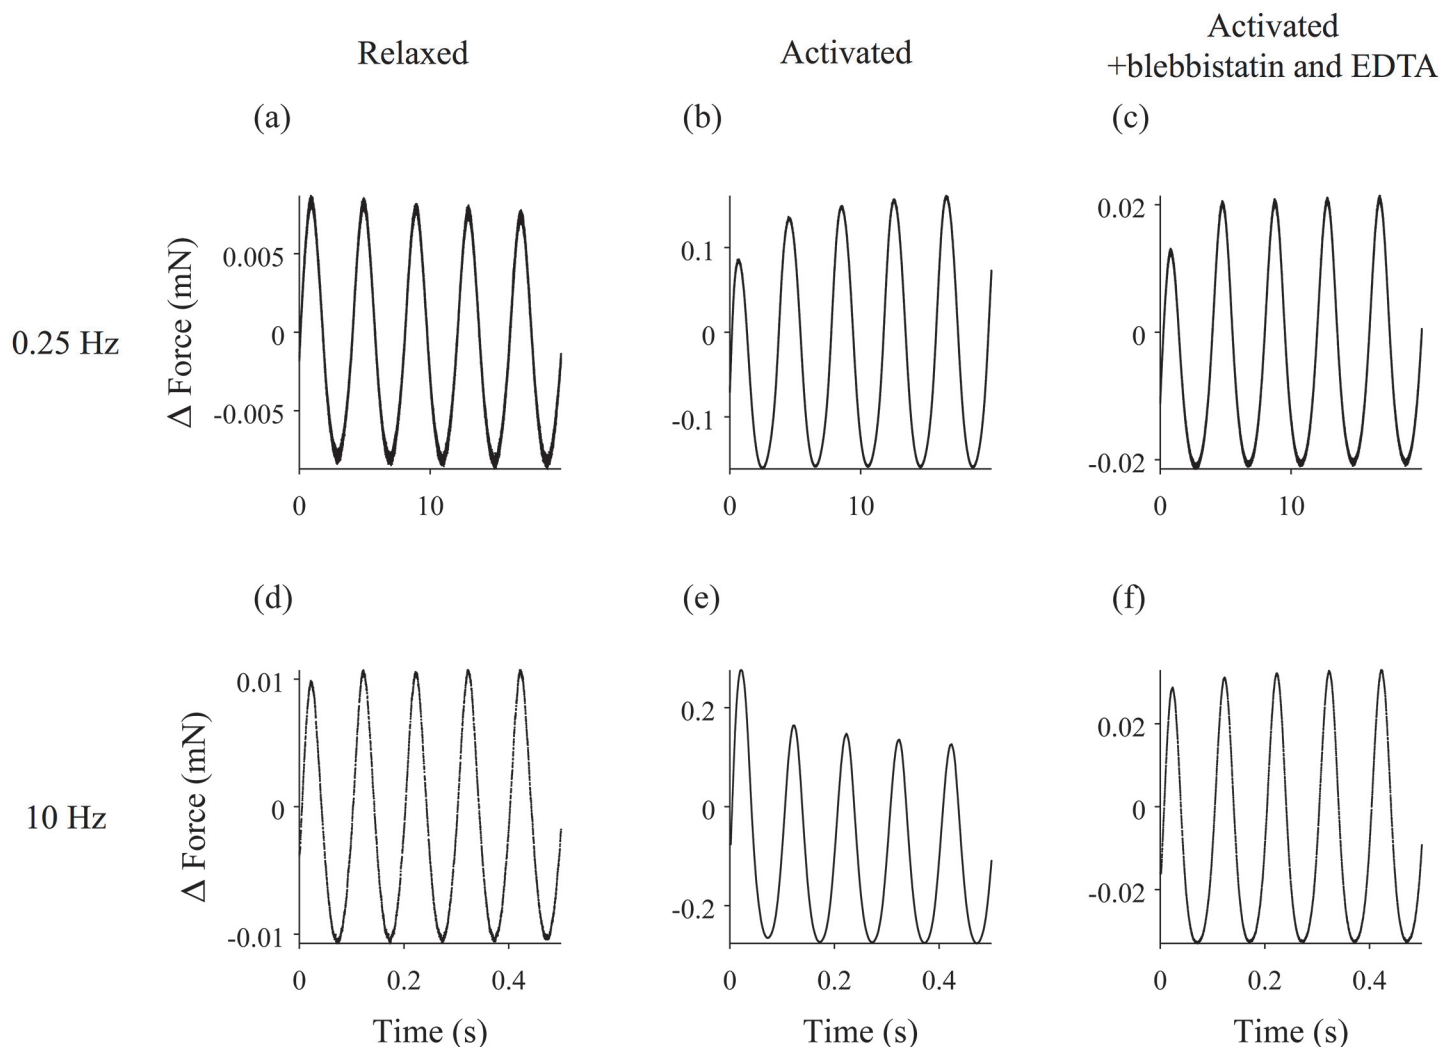 Relaxed
Activated
Activated
+blebbistatin and EDTA
(a)
(b)
(c)
0.25 Hz
Δ Force (mN)
0.005
0
-0.005
0
10
0.1
0
-0.1
0
10
0.02
0
-0.02
0
10
(d)
(e)
(f)
10 Hz
Δ Force (mN)
0.01
0
-0.01
0
0.2
0.4
Time (s)
0.2
0
-0.2
0
0.2
0.4
Time (s)
0.02
0
-0.02
0
0.2
0.4
Time (s)